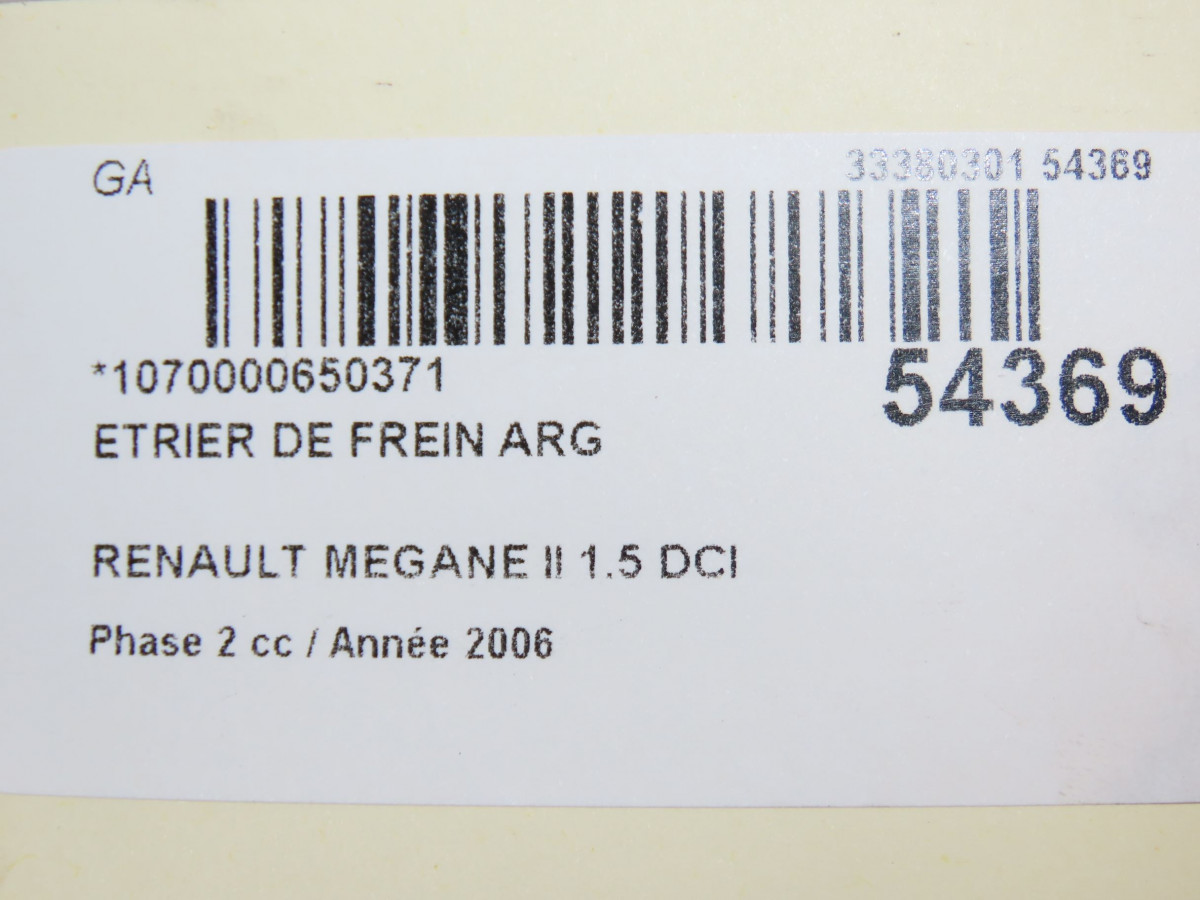 GA
33380301 54369
*1070000650371
54369
ETRIER DE FREIN ARG
RENAULT MEGANE II 1.5 DCI
Phase 2 cc / Année 2006